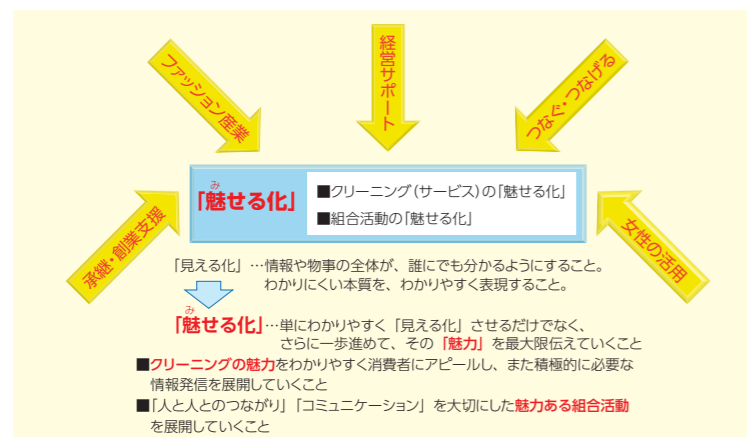 ファッション産業
経営サポート
つなぐ・つなげる
承継・創業支援
女性の活用
み
「魅せる化」
■クリーニング(サービス)の「魅せる化」
■組合活動の「魅せる化」
「見える化」…情報や物事の全体が、誰にでも分かるようにすること。
わかりにくい本質を、わかりやすく表現すること。
み
「魅せる化」…単にわかりやすく「見える化」させるだけでなく、
さらに一歩進めて、その「魅力」を最大限伝えていくこと
■クリーニングの魅力をわかりやすく消費者にアピールし、また積極的に必要な
情報発信を展開していくこと
■「人と人とのつながり」「コミュニケーション」を大切にした魅力ある組合活動
を展開していくこと